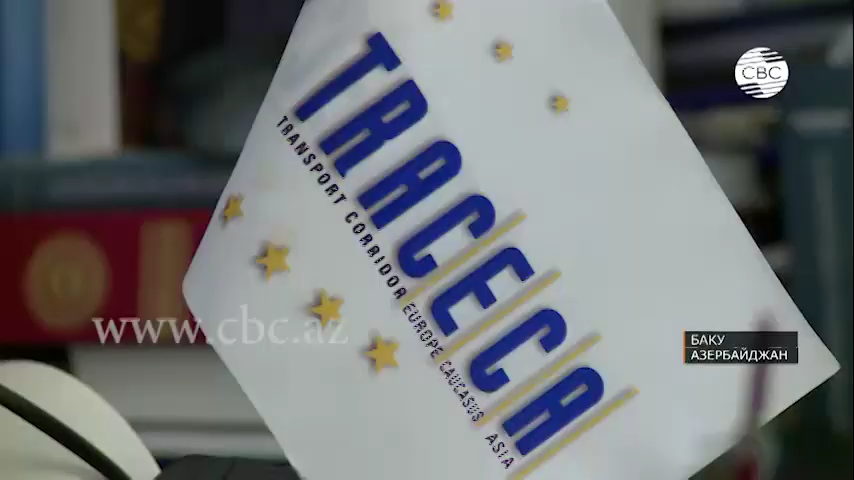 CBC
TRACECA
TRANSPORT CORRIDOR EUROPE CAUCASUS ASIA
www.cbc.az
БАКУ
АЗЕРБАЙДЖАН